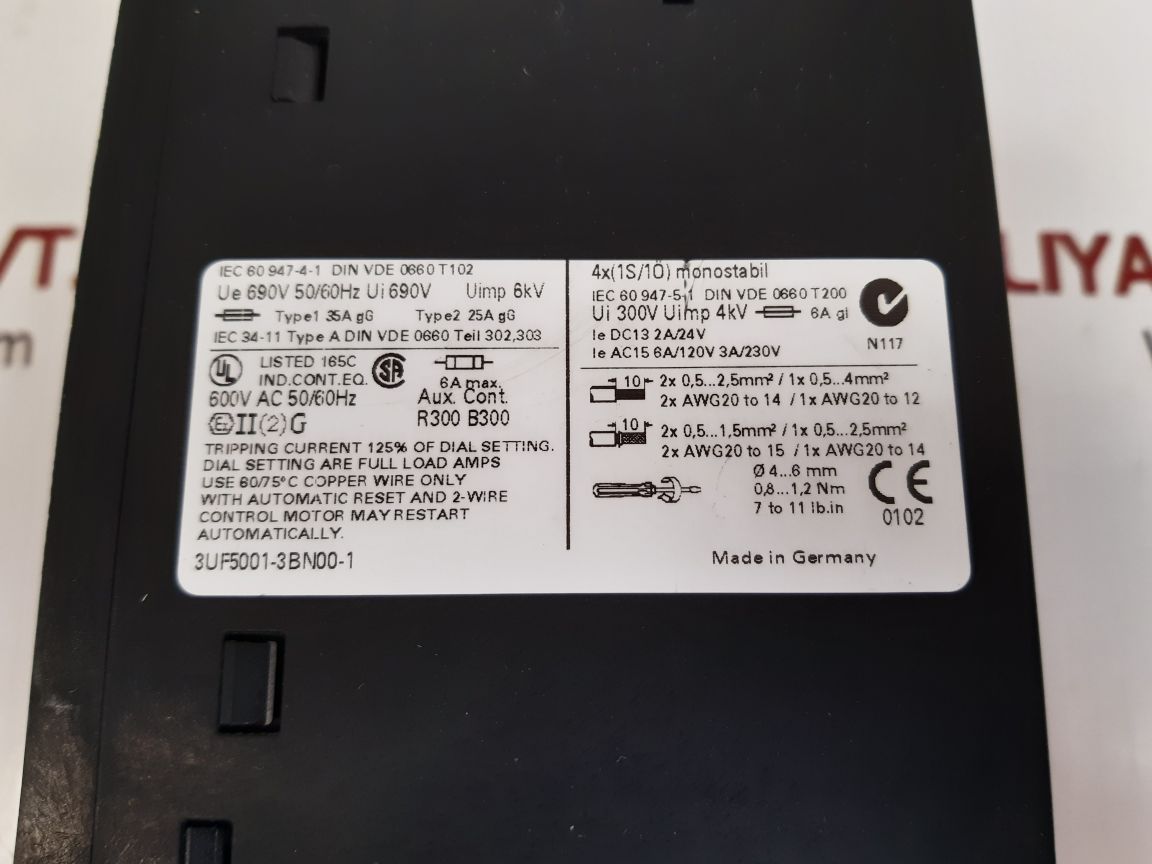 IEC 60 947-4-1 DIN VDE 0660 T102
Ue 690V 50/60Hz Ui 690V Uimp 6kV
Type1 35A gG Type2 25A gG
IEC 34-11 Type A DIN VDE 0660 Teil 302,303
UL LISTED 165C
IND.CONT.EQ.
SA
6A max.
600V AC 50/60Hz Aux. Cont.
Ex II(2)G R300 B300
TRIPPING CURRENT 125% OF DIAL SETTING.
DIAL SETTING ARE FULL LOAD AMPS
USE 60/75°C COPPER WIRE ONLY
WITH AUTOMATIC RESET AND 2-WIRE
CONTROL MOTOR MAY RESTART
AUTOMATICALLY.
3UF5001-3BN00-1
4x(1S/1Ö) monostabil
IEC 60 947-5-1 DIN VDE 0660 T200
Ui 300V Uimp 4kV 6A gl
Ie DC13 2A/24V
Ie AC15 6A/120V 3A/230V
N117
10 2x 0,5...2,5mm² / 1x 0,5...4mm²
2x AWG20 to 14 / 1x AWG20 to 12
10 2x 0,5...1,5mm² / 1x 0,5...2,5mm²
2x AWG20 to 15 / 1x AWG20 to 14
Ø 4...6 mm
0,8...1,2 Nm
7 to 11 lb.in
CE
0102
Made in Germany
VT.
m
LIYA